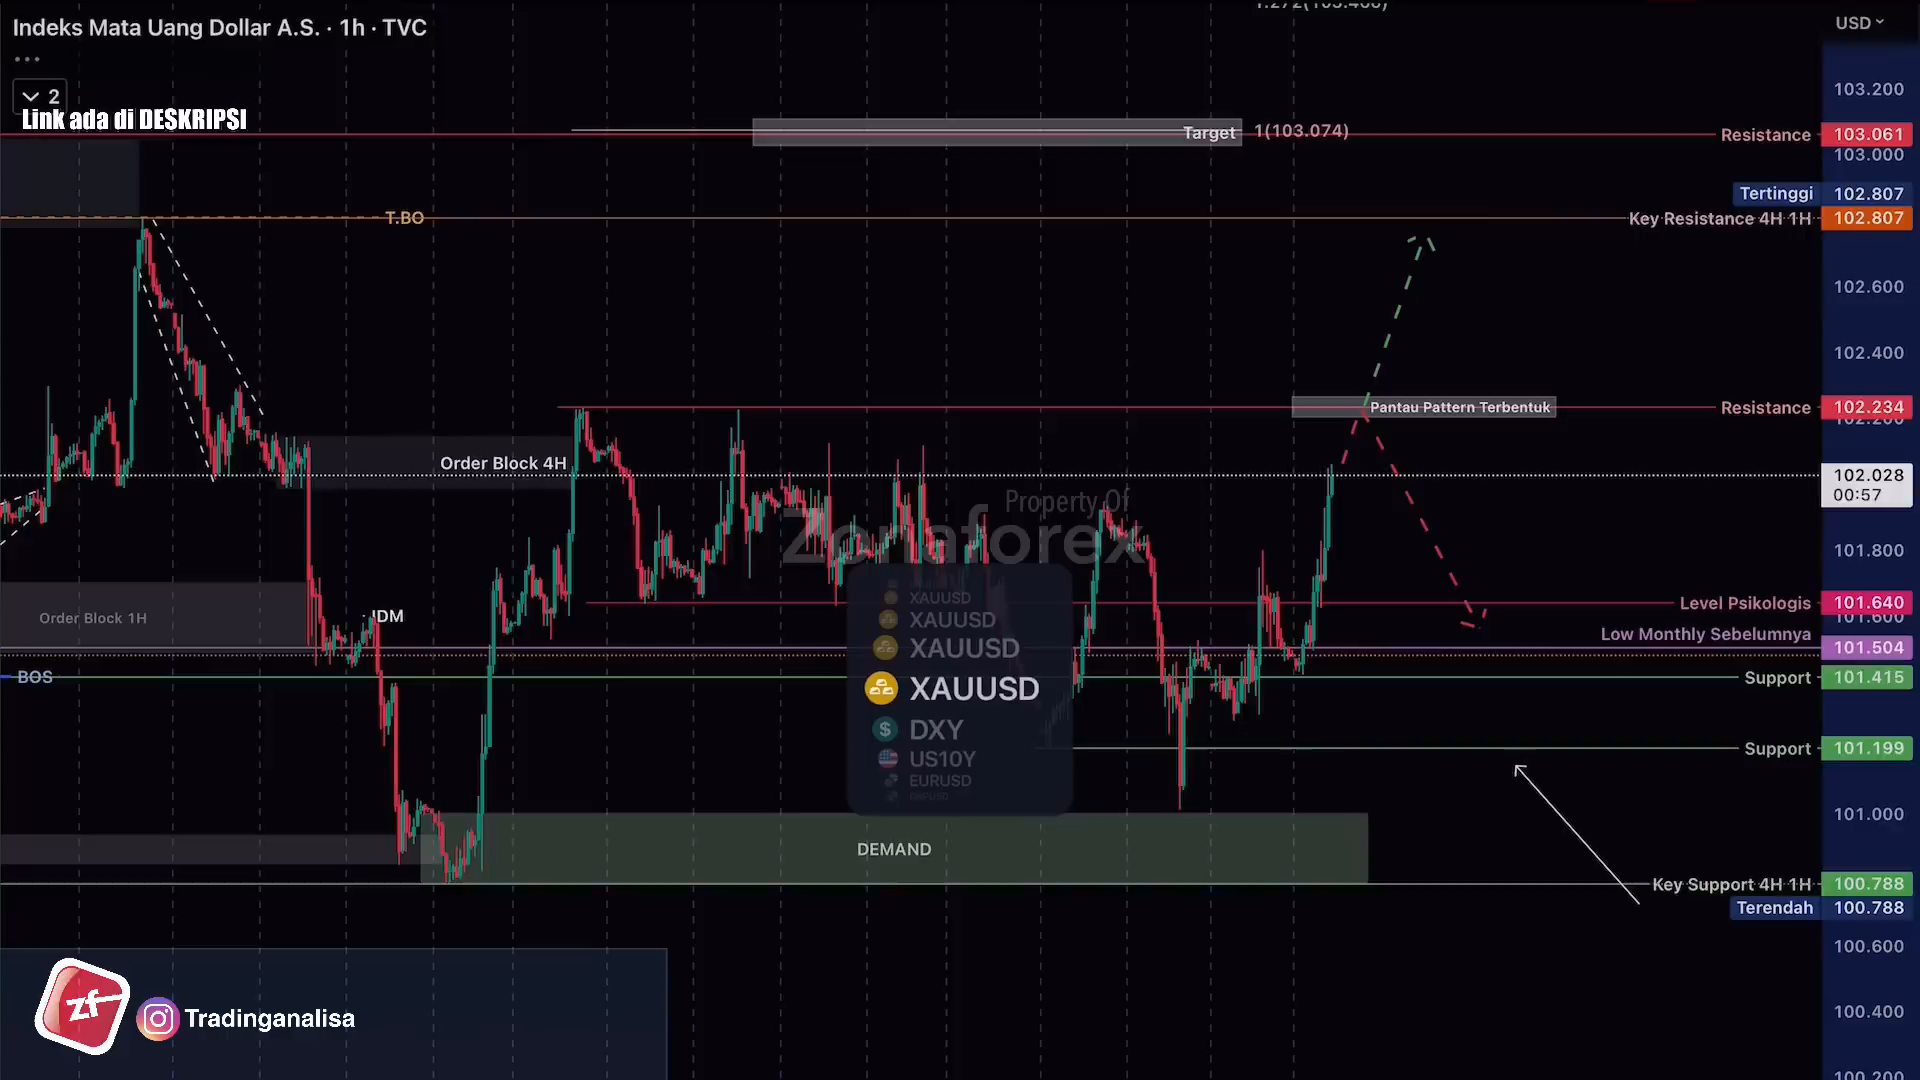 Indeks Mata Uang Dollar A.S. · 1h · TVC
USD
2
Link ada di DESKRIPSI
103.200
Target
1(103.074)
Resistance
103.061
103.000
Tertinggi
102.807
T.BO
Key Resistance 4H 1H
102.807
102.600
102.400
Pantau Pattern Terbentuk
Resistance
102.234
102.200
Order Block 4H
102.028
00:57
Property Of
Zonaforex
101.800
XAUUSD
Level Psikologis
101.640
Order Block 1H
IDM
XAUUSD
101.600
Low Monthly Sebelumnya
XAUUSD
101.504
BOS
Support
101.415
XAUUSD
DXY
Support
101.199
US10Y
EURUSD
101.000
DEMAND
Key Support 4H 1H
100.788
Terendah
100.788
100.600
zf
Tradinganalisa
100.400